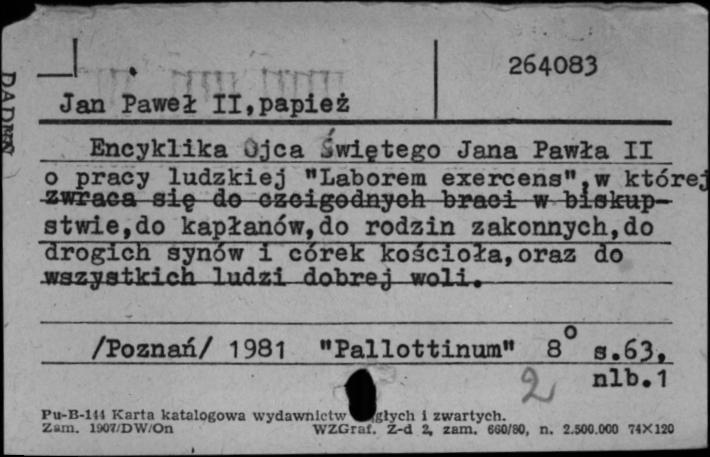 264083
Jan Paweł II,papież
Encyklika Ojca Świętego Jana Pawła II
o pracy ludzkiej "Laborem exercens",w której
zwraca się do czcigodnych braci w biskup-
stwie,do kapłanów,do rodzin zakonnych,do
drogich synów i córek kościoła,oraz do
wszystkich ludzi dobrej woli.
/Poznań/ 1981 "Pallottinum" 8° s.63,
nlb.1
2
Pu-B-144 Karta katalogowa wydawnictw i zwartych.
Zam. 1907/DW/On WZGraf. Z-d 2, zam. 660/80, n. 2.500.000 74×120